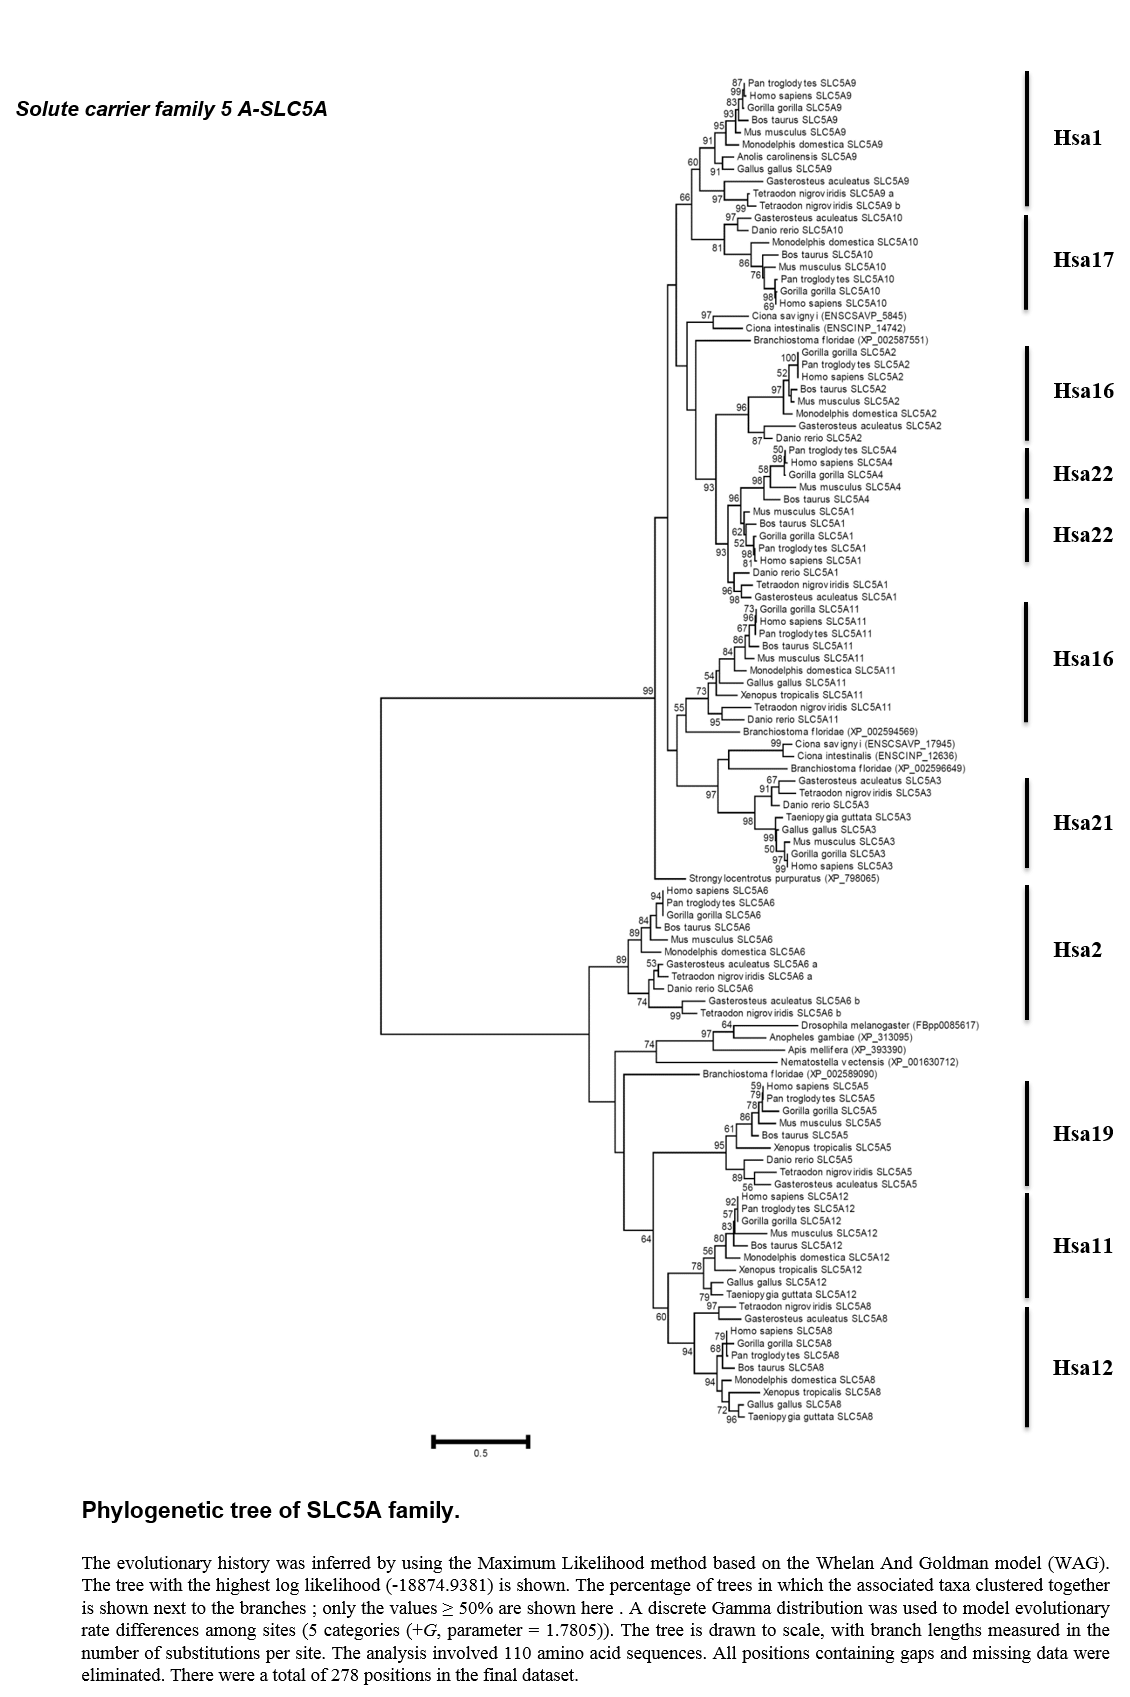 Solute carrier family 5 A-SLC5A
87 Pan troglodytes SLC5A9
99 Homo sapiens SLC5A9
83 Gorilla gorilla SLC5A9
93 Bos taurus SLC5A9
95 Mus musculus SLC5A9
91 Monodelphis domestica SLC5A9
Hsa1
Anolis carolinensis SLC5A9
60 91 Gallus gallus SLC5A9
Gasterosteus aculeatus SLC5A9
97 Tetraodon nigroviridis SLC5A9 a
66 99 Tetraodon nigroviridis SLC5A9 b
97 Gasterosteus aculeatus SLC5A10
Danio rerio SLC5A10
81 Monodelphis domestica SLC5A10
Bos taurus SLC5A10
Hsa17
86 Mus musculus SLC5A10
76 Pan troglodytes SLC5A10
Gorilla gorilla SLC5A10
98 Homo sapiens SLC5A10
69
97 Ciona savignyi (ENSCSAVP_5845)
Ciona intestinalis (ENSCINP_14742)
Branchiostoma floridae (XP_002587551)
Gorilla gorilla SLC5A2
100 Pan troglodytes SLC5A2
52 Homo sapiens SLC5A2
97 Bos taurus SLC5A2
Hsa16
Mus musculus SLC5A2
96 Monodelphis domestica SLC5A2
Gasterosteus aculeatus SLC5A2
87 Danio rerio SLC5A2
50 Pan troglodytes SLC5A4
98 Homo sapiens SLC5A4
58 Gorilla gorilla SLC5A4
Hsa22
98 Mus musculus SLC5A4
93 96 Bos taurus SLC5A4
Mus musculus SLC5A1
Bos taurus SLC5A1
62 Gorilla gorilla SLC5A1
Hsa22
52 Pan troglodytes SLC5A1
93 98 Homo sapiens SLC5A1
81
Danio rerio SLC5A1
96 Tetraodon nigroviridis SLC5A1
98 Gasterosteus aculeatus SLC5A1
73 Gorilla gorilla SLC5A11
96 Homo sapiens SLC5A11
67 Pan troglodytes SLC5A11
86 Bos taurus SLC5A11
84 Mus musculus SLC5A11
Hsa16
54 Monodelphis domestica SLC5A11
Gallus gallus SLC5A11
99 73 Xenopus tropicalis SLC5A11
55 Tetraodon nigroviridis SLC5A11
95 Danio rerio SLC5A11
Branchiostoma floridae (XP_002594569)
99 Ciona savignyi (ENSCSAVP_17945)
Ciona intestinalis (ENSCINP_12636)
Branchiostoma floridae (XP_002596649)
67 Gasterosteus aculeatus SLC5A3
97 91 Tetraodon nigroviridis SLC5A3
Danio rerio SLC5A3
98 Taeniopygia guttata SLC5A3
Hsa21
Gallus gallus SLC5A3
99 Mus musculus SLC5A3
50 Gorilla gorilla SLC5A3
97 Homo sapiens SLC5A3
99
Strongylocentrotus purpuratus (XP_798065)
Homo sapiens SLC5A6
94 Pan troglodytes SLC5A6
Gorilla gorilla SLC5A6
84 Bos taurus SLC5A6
89 Mus musculus SLC5A6
Monodelphis domestica SLC5A6
Hsa2
89 53 Gasterosteus aculeatus SLC5A6 a
Tetraodon nigroviridis SLC5A6 a
Danio rerio SLC5A6
74 Gasterosteus aculeatus SLC5A6 b
99 Tetraodon nigroviridis SLC5A6 b
64 Drosophila melanogaster (FBpp0085617)
97 Anopheles gambiae (XP_313095)
74 Apis mellifera (XP_393390)
Nematostella vectensis (XP_001630712)
Branchiostoma floridae (XP_002589090)
59 Homo sapiens SLC5A5
79 Pan troglodytes SLC5A5
78 Gorilla gorilla SLC5A5
86 Mus musculus SLC5A5
61 Bos taurus SLC5A5
Hsa19
95 Xenopus tropicalis SLC5A5
Danio rerio SLC5A5
89 Tetraodon nigroviridis SLC5A5
56 Gasterosteus aculeatus SLC5A5
92 Homo sapiens SLC5A12
57 Pan troglodytes SLC5A12
83 Gorilla gorilla SLC5A12
64 80 Mus musculus SLC5A12
56 Bos taurus SLC5A12
Hsa11
78 Monodelphis domestica SLC5A12
Xenopus tropicalis SLC5A12
Gallus gallus SLC5A12
79 Taeniopygia guttata SLC5A12
60 97 Tetraodon nigroviridis SLC5A8
Gasterosteus aculeatus SLC5A8
79 Homo sapiens SLC5A8
94 68 Gorilla gorilla SLC5A8
Pan troglodytes SLC5A8
Bos taurus SLC5A8
Hsa12
94 Monodelphis domestica SLC5A8
Xenopus tropicalis SLC5A8
72 Gallus gallus SLC5A8
96 Taeniopygia guttata SLC5A8
0.5
Phylogenetic tree of SLC5A family.
The evolutionary history was inferred by using the Maximum Likelihood method based on the Whelan And Goldman model (WAG).
The tree with the highest log likelihood (-18874.9381) is shown. The percentage of trees in which the associated taxa clustered together
is shown next to the branches ; only the values ≥ 50% are shown here . A discrete Gamma distribution was used to model evolutionary
rate differences among sites (5 categories (+G, parameter = 1.7805)). The tree is drawn to scale, with branch lengths measured in the
number of substitutions per site. The analysis involved 110 amino acid sequences. All positions containing gaps and missing data were
eliminated. There were a total of 278 positions in the final dataset.